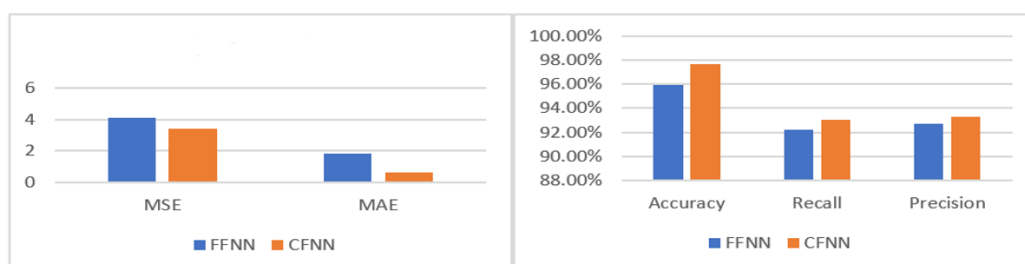 6
4
2
0
MSE MAE
FFNN CFNN
100.00%
98.00%
96.00%
94.00%
92.00%
90.00%
88.00%
Accuracy Recall Precision
FFNN CFNN